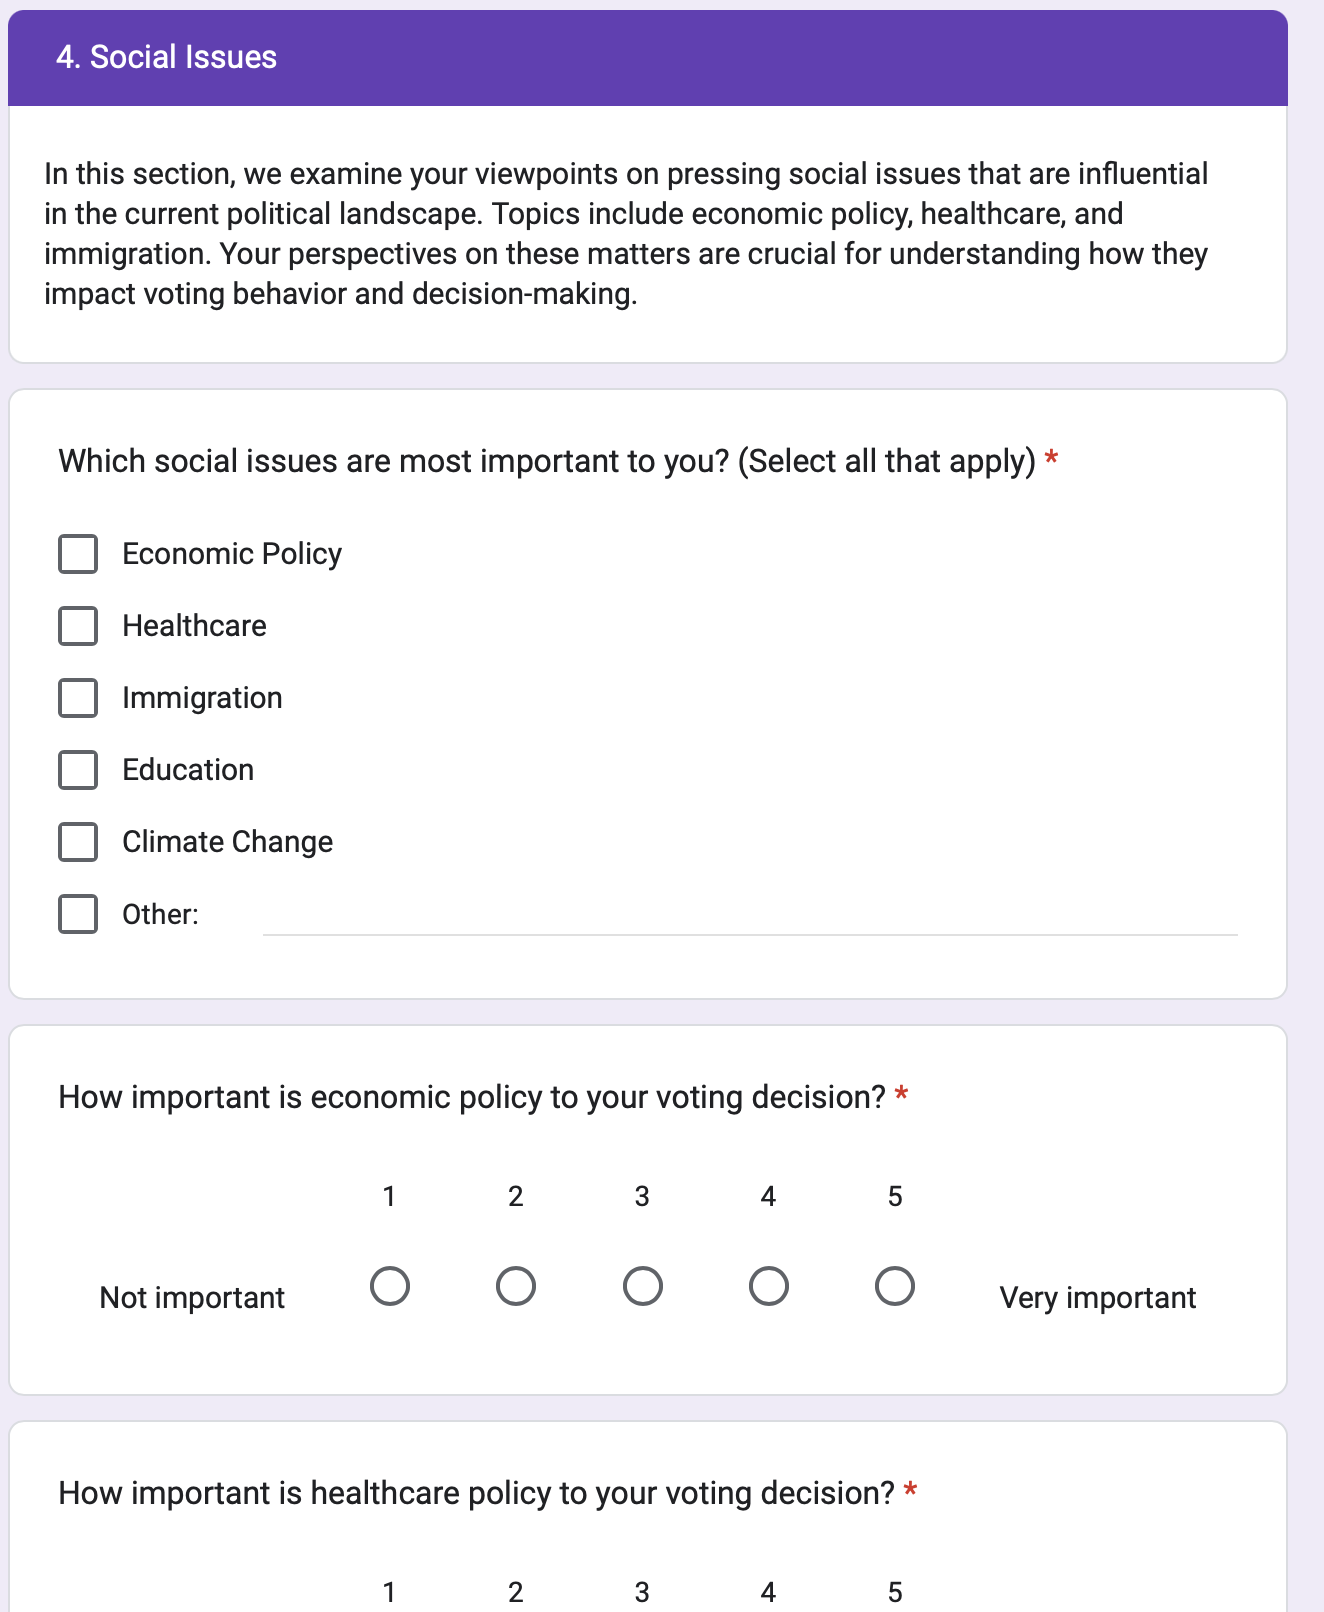 4. Social Issues
In this section, we examine your viewpoints on pressing social issues that are influential
in the current political landscape. Topics include economic policy, healthcare, and
immigration. Your perspectives on these matters are crucial for understanding how they
impact voting behavior and decision-making.
Which social issues are most important to you? (Select all that apply) *
Economic Policy
Healthcare
Immigration
Education
Climate Change
Other:
How important is economic policy to your voting decision? *
1 2 3 4 5
Not important Very important
How important is healthcare policy to your voting decision? *
1 2 3 4 5